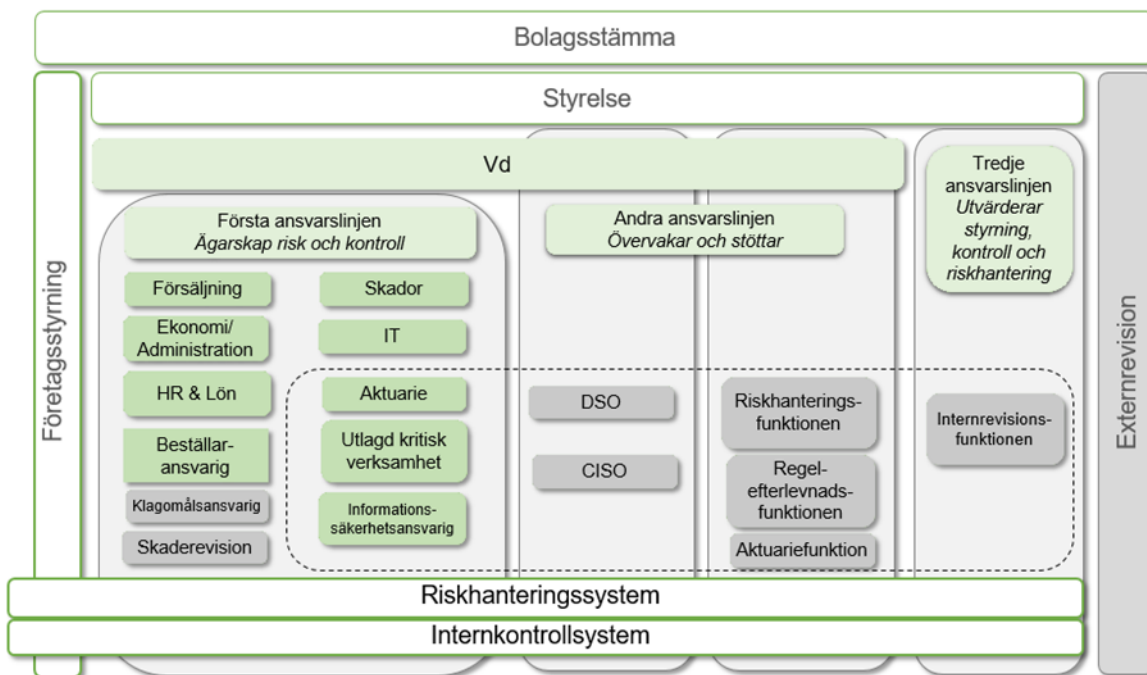 Bolagsstämma
Företagsstyrning
Styrelse
Externrevision
Vd
Första ansvarslinjen
Ägarskap risk och kontroll
Försäljning
Ekonomi/
Administration
HR & Lön
Beställar-
ansvarig
Klagomålsansvarig
Skaderevision
Skador
IT
Aktuarie
Utlagd kritisk
verksamhet
Informations-
säkerhetsansvarig
Andra ansvarslinjen
Övervakar och stöttar
DSO
CISO
Riskhanterings-
funktionen
Regel-
efterlevnads-
funktionen
Aktuariefunktion
Tredje
ansvarslinjen
Utvärderar
styrning,
kontroll och
riskhantering
Internrevisions-
funktionen
Riskhanteringssystem
Internkontrollsystem